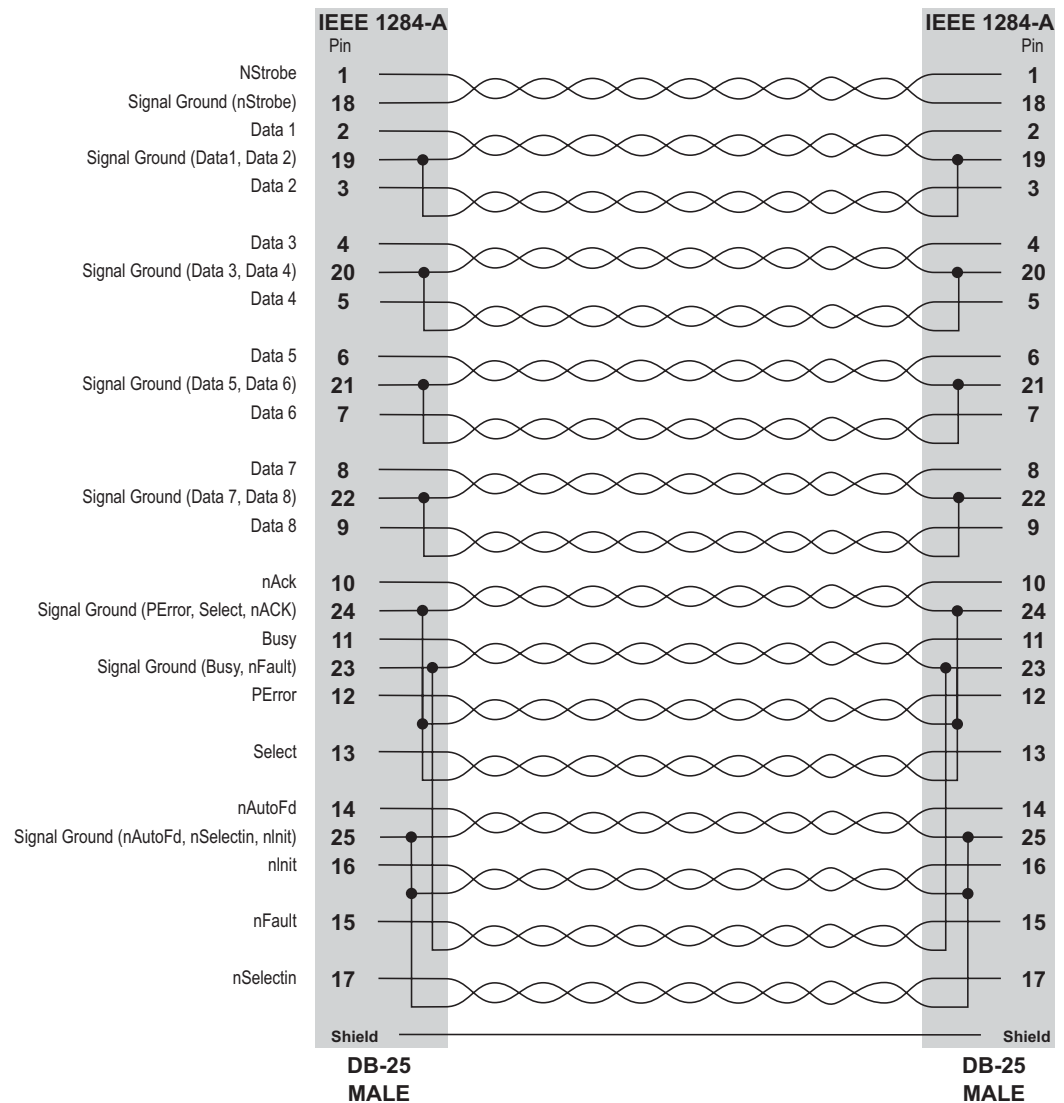 IEEE 1284-A IEEE 1284-A
Pin Pin
NStrobe 1 1
Signal Ground (nStrobe) 18 18
Data 1 2 2
Signal Ground (Data1, Data 2) 19 19
Data 2 3 3
Data 3 4 4
Signal Ground (Data 3, Data 4) 20 20
Data 4 5 5
Data 5 6 6
Signal Ground (Data 5, Data 6) 21 21
Data 6 7 7
Data 7 8 8
Signal Ground (Data 7, Data 8) 22 22
Data 8 9 9
nAck 10 10
Signal Ground (PError, Select, nACK) 24 24
Busy 11 11
Signal Ground (Busy, nFault) 23 23
PError 12 12
Select 13 13
nAutoFd 14 14
Signal Ground (nAutoFd, nSelectin, nInit) 25 25
nInit 16 16
nFault 15 15
nSelectin 17 17
Shield Shield
DB-25 DB-25
MALE MALE